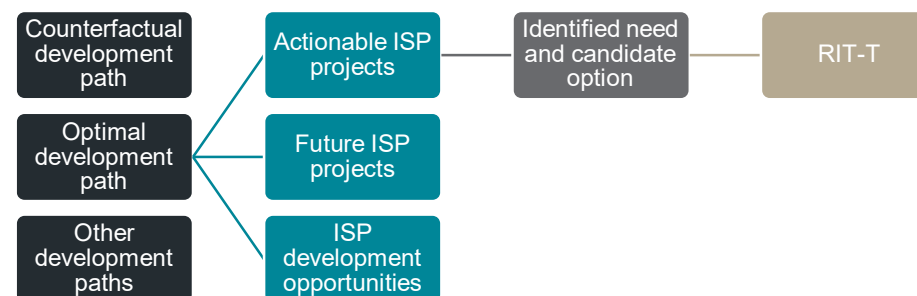 Counterfactual
development
path
Actionable ISP
projects
Identified need
and candidate
option
RIT-T
Optimal
development
path
Future ISP
projects
Other
development
paths
ISP
development
opportunities